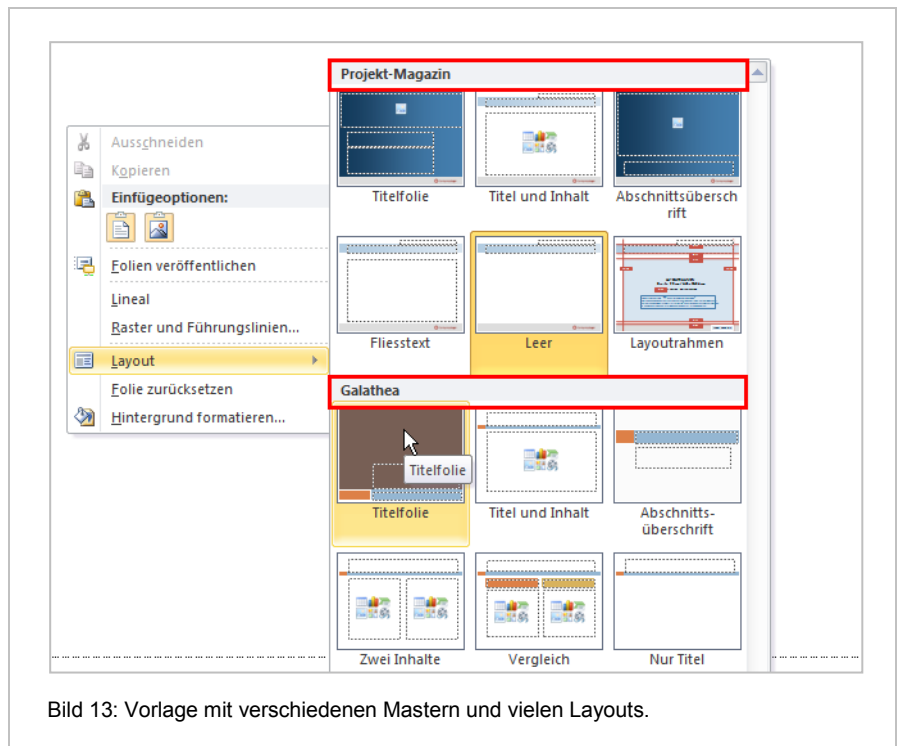 Projekt-Magazin
Titelfolie
Titel und Inhalt
Abschnittsübersch
rift
Fliesstext
Leer
Layoutrahmen
Ausschneiden
Kopieren
Einfügeoptionen:
Folien veröffentlichen
Lineal
Raster und Führungslinien...
Layout
Folie zurücksetzen
Hintergrund formatieren...
Galathea
Titelfolie
Titelfolie
Titel und Inhalt
Abschnitts-
überschrift
Zwei Inhalte
Vergleich
Nur Titel
Bild 13: Vorlage mit verschiedenen Mastern und vielen Layouts.